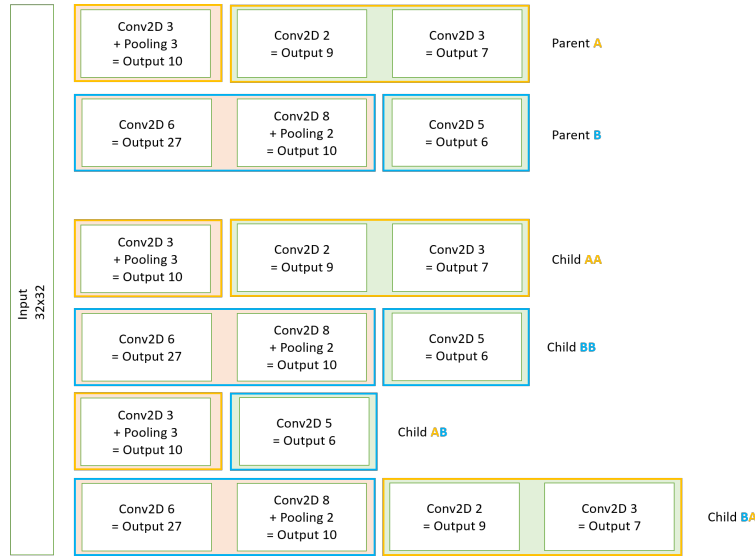 Input
32x32
Conv2D 3
+ Pooling 3
= Output 10
Conv2D 2
= Output 9
Conv2D 3
= Output 7
Parent A
Conv2D 6
= Output 27
Conv2D 8
+ Pooling 2
= Output 10
Conv2D 5
= Output 6
Parent B
Conv2D 3
+ Pooling 3
= Output 10
Conv2D 2
= Output 9
Conv2D 3
= Output 7
Child AA
Conv2D 6
= Output 27
Conv2D 8
+ Pooling 2
= Output 10
Conv2D 5
= Output 6
Child BB
Conv2D 3
+ Pooling 3
= Output 10
Conv2D 5
= Output 6
Child AB
Conv2D 6
= Output 27
Conv2D 8
+ Pooling 2
= Output 10
Conv2D 2
= Output 9
Conv2D 3
= Output 7
Child BA